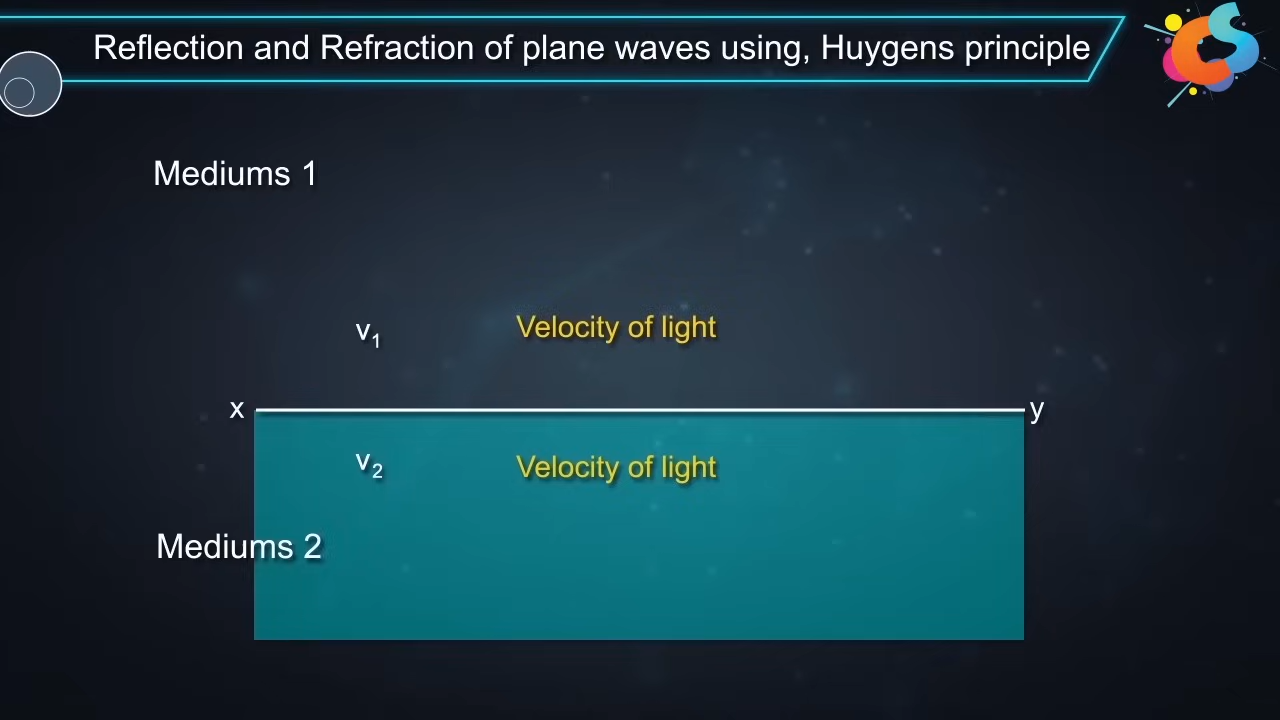 Reflection and Refraction of plane waves using, Huygens principle
Mediums 1
v₁ Velocity of light
x y
v₂ Velocity of light
Mediums 2